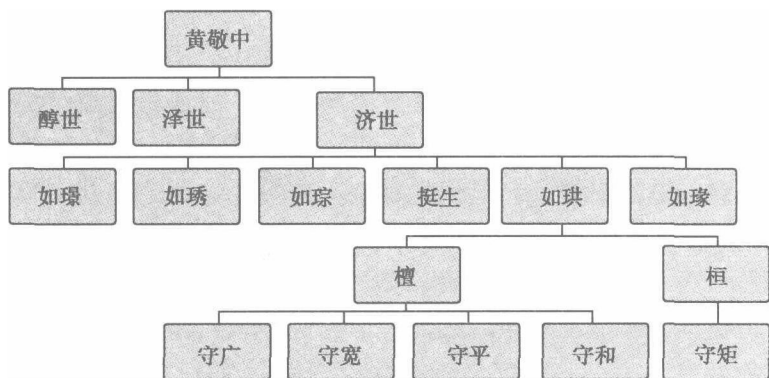 黄敬中
醇世 泽世 济世
如璟 如琇 如琮 挺生 如珙 如瑑
檀 桓
守广 守宽 守平 守和 守矩